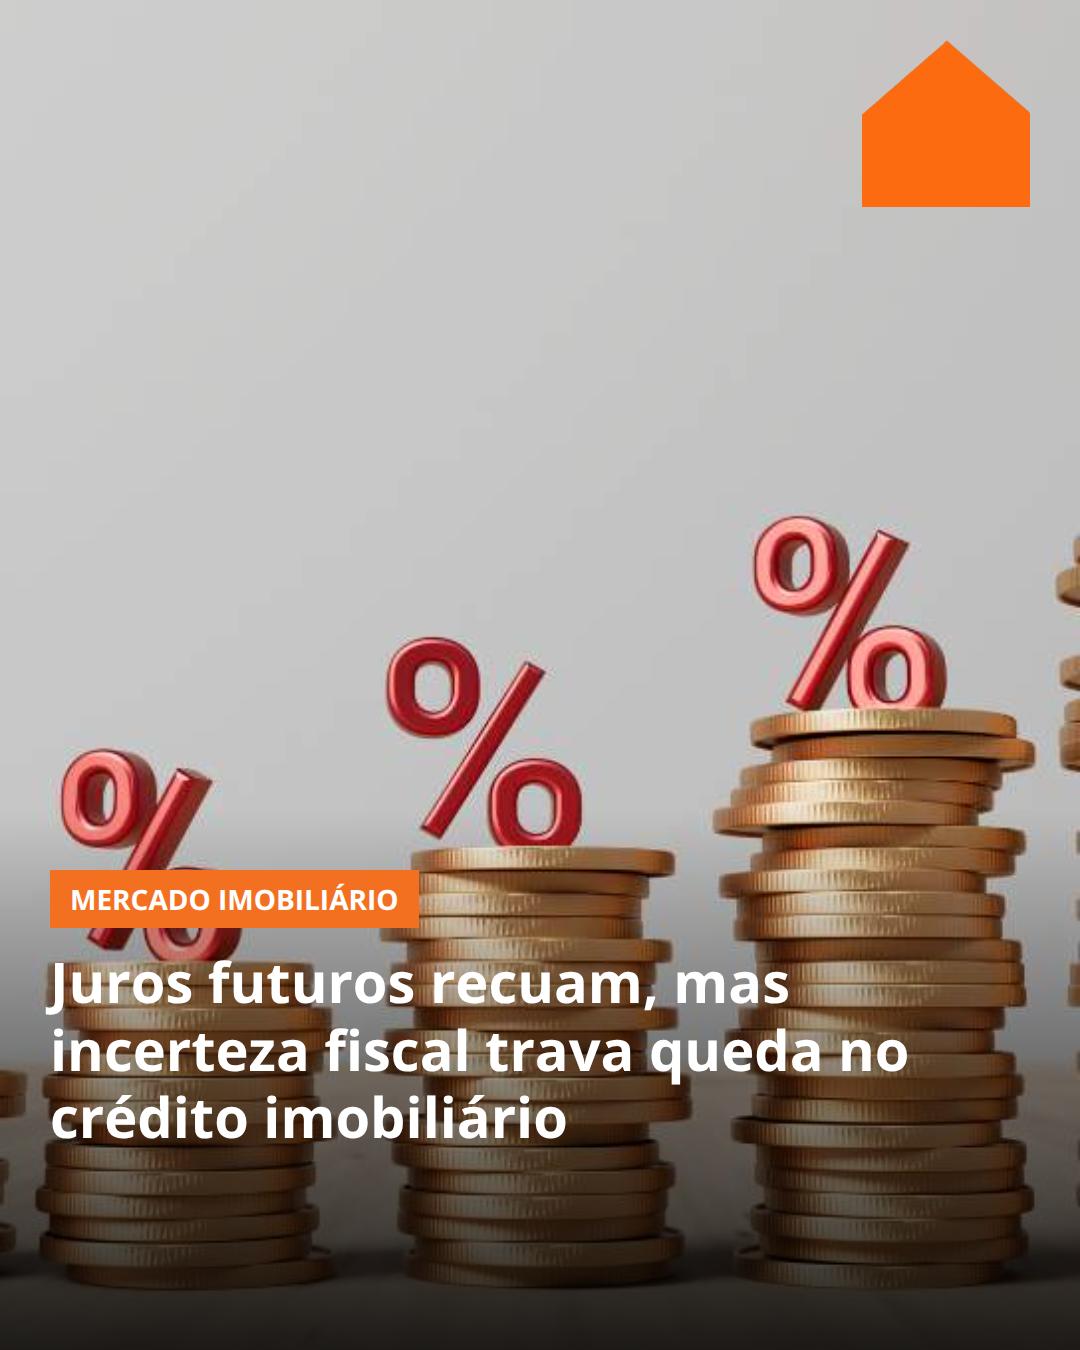 %
%
%
MERCADO IMOBILIÁRIO
Juros futuros recuam, mas
incerteza fiscal trava queda no
crédito imobiliário